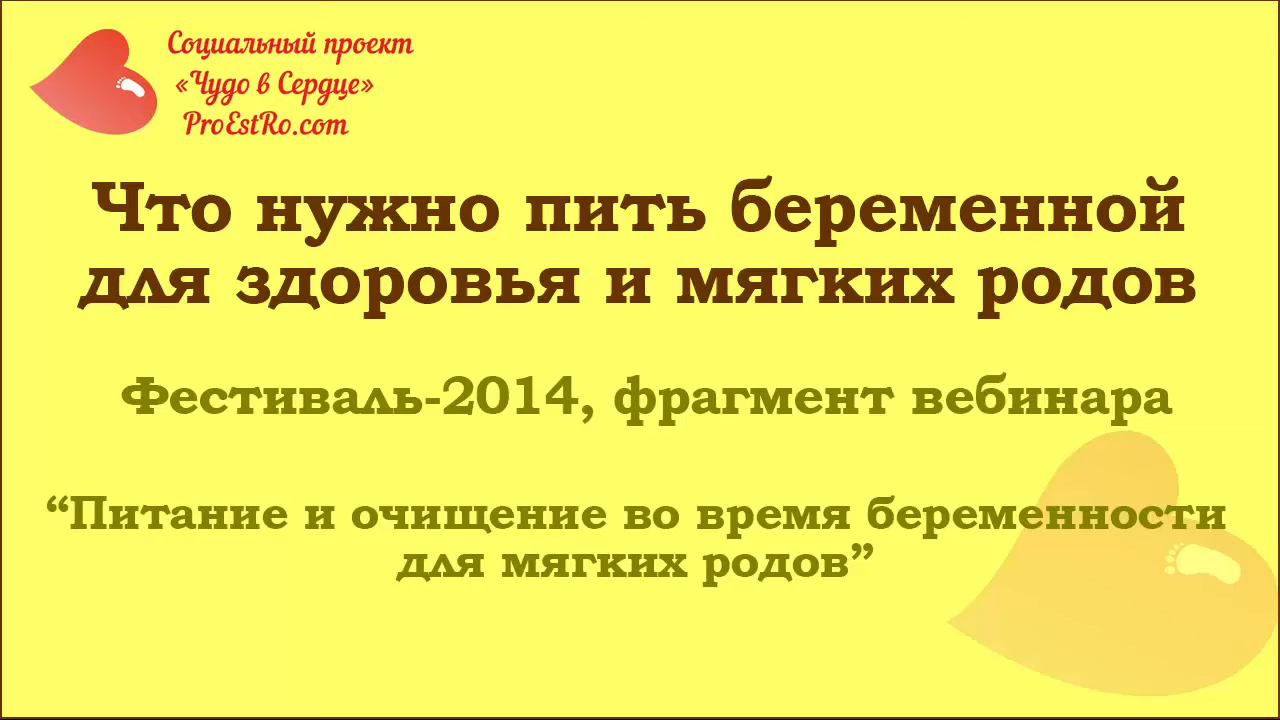 Социальный проект
«Чудо в Сердце»
ProEstRo.com
Что нужно пить беременной
для здоровья и мягких родов
Фестиваль-2014, фрагмент вебинара
“Питание и очищение во время беременности
для мягких родов”